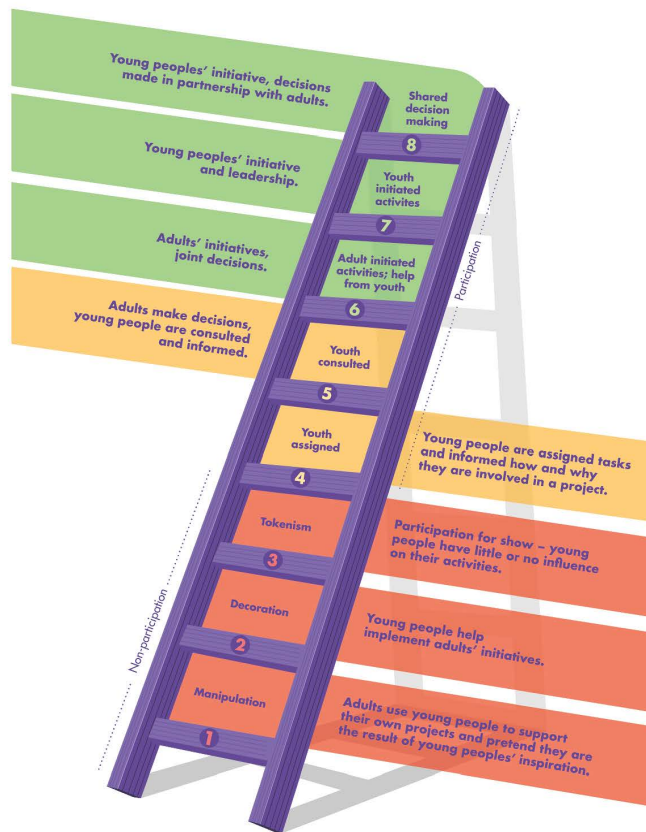 Young peoples’ initiative, decisions
made in partnership with adults.
Shared
decision
making
8
Young peoples’ initiative
and leadership.
Youth
initiated
activites
7
Adults’ initiatives,
joint decisions.
Adult initiated
activities; help
from youth
6
Participation
Adults make decisions,
young people are consulted
and informed.
Youth
consulted
5
Youth
assigned
4
Young people are assigned tasks
and informed how and why
they are involved in a project.
Tokenism
3
Participation for show – young
people have little or no influence
on their activities.
Non-participation
Decoration
2
Young people help
implement adults’ initiatives.
Manipulation
1
Adults use young people to support
their own projects and pretend they are
the result of young peoples’ inspiration.